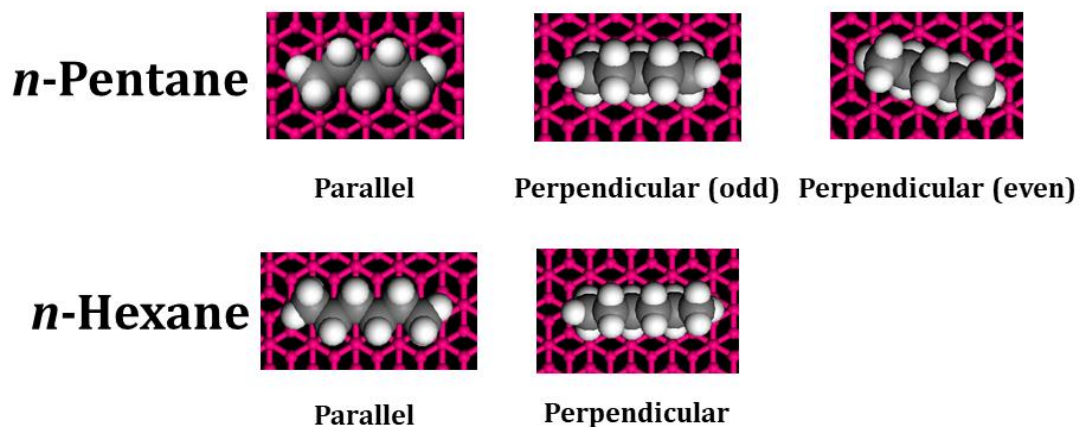 n-Pentane
Parallel
Perpendicular (odd)
Perpendicular (even)
n-Hexane
Parallel
Perpendicular